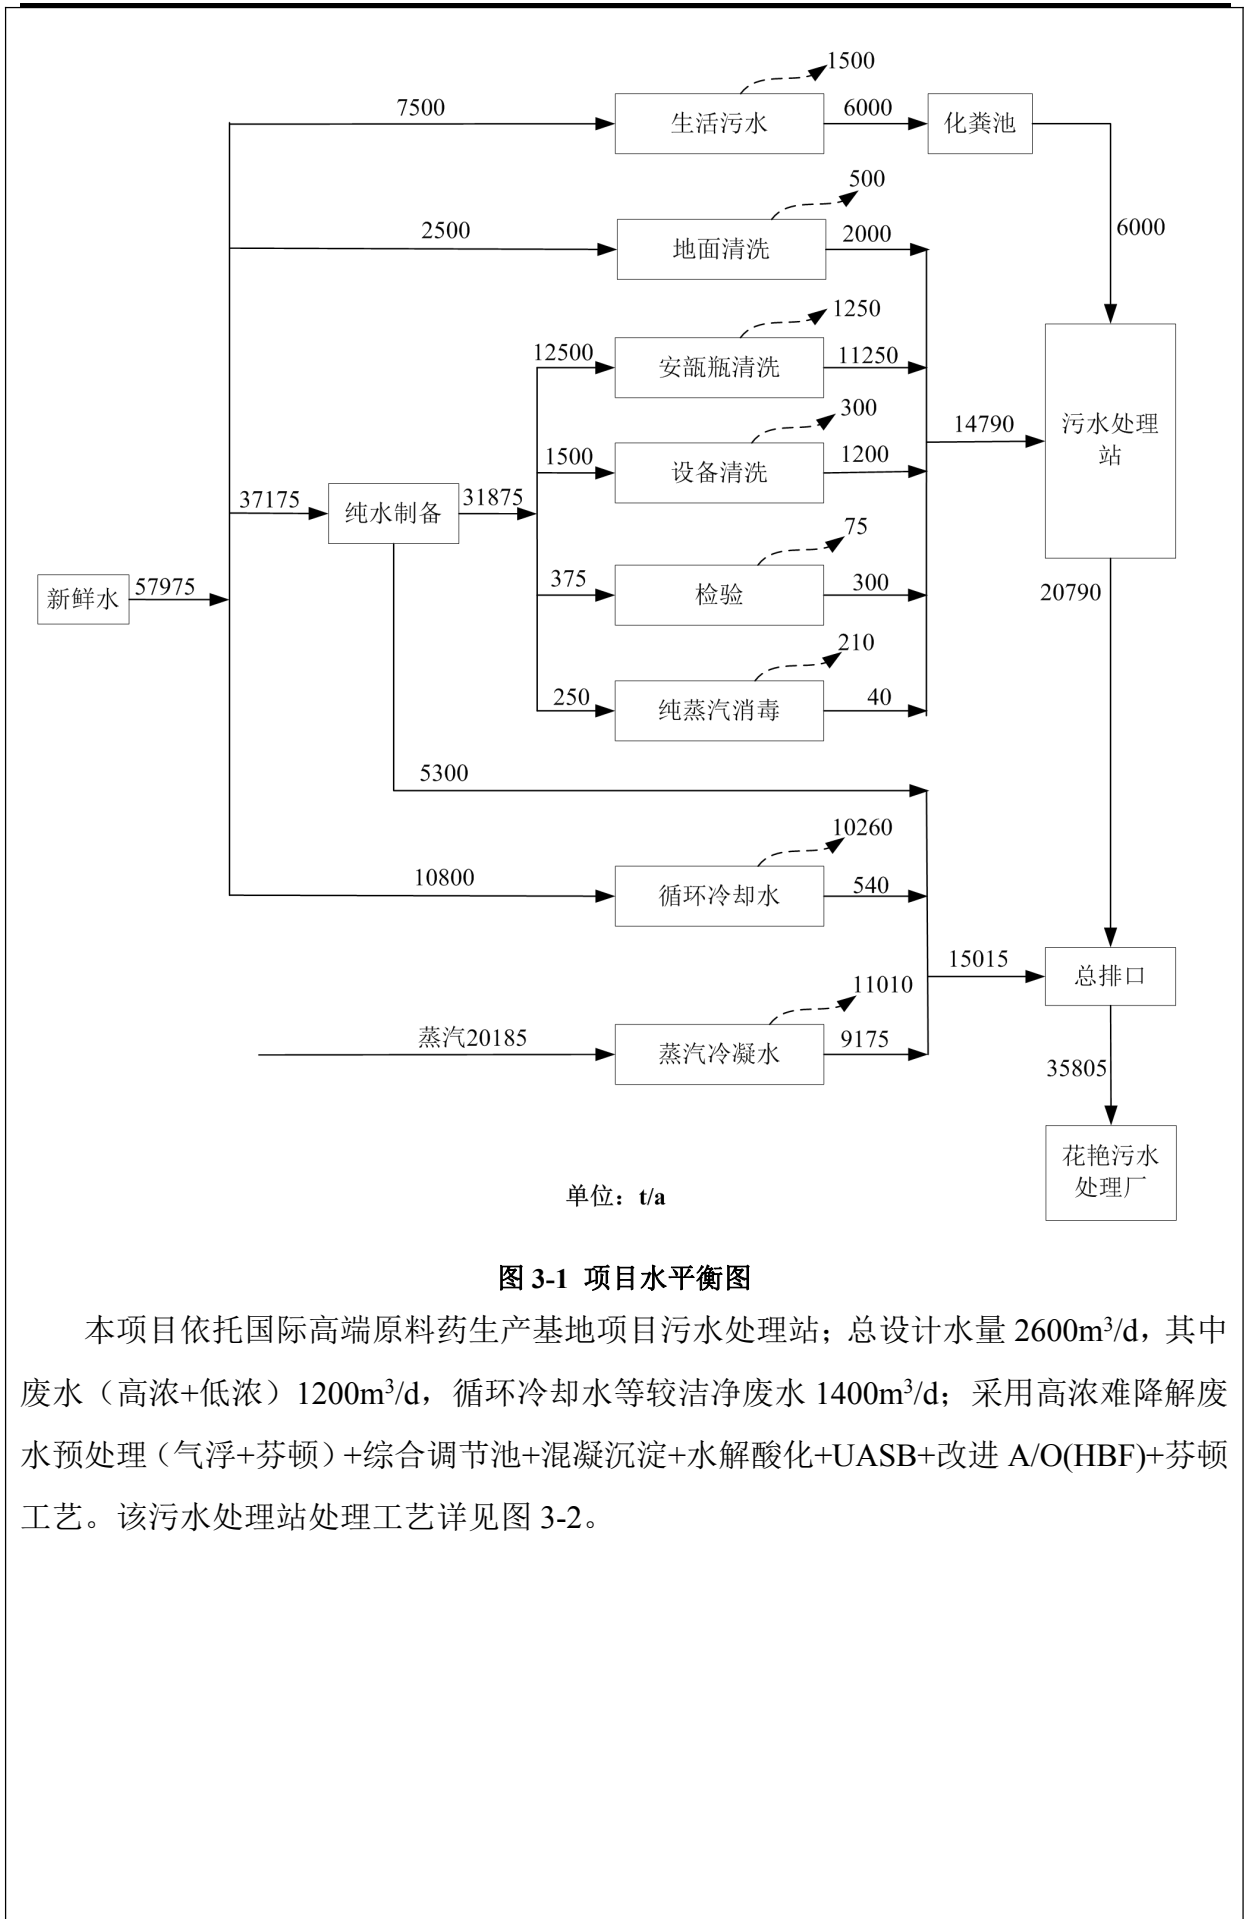 1500
7500
生活污水
6000
化粪池
500
2500
地面清洗
2000
6000
1250
12500
安瓿瓶清洗
11250
300
14790
污水处理
站
1500
设备清洗
1200
37175
纯水制备
31875
75
新鲜水
57975
375
检验
300
20790
210
250
纯蒸汽消毒
40
5300
10260
10800
循环冷却水
540
15015
总排口
11010
蒸汽20185
蒸汽冷凝水
9175
35805
花艳污水
处理厂
单位：t/a
图 3-1 项目水平衡图
本项目依托国际高端原料药生产基地项目污水处理站；总设计水量 2600m³/d，其中
废水（高浓+低浓）1200m³/d，循环冷却水等较洁净废水 1400m³/d；采用高浓难降解废
水预处理（气浮+芬顿）+综合调节池+混凝沉淀+水解酸化+UASB+改进 A/O(HBF)+芬顿
工艺。该污水处理站处理工艺详见图 3-2。